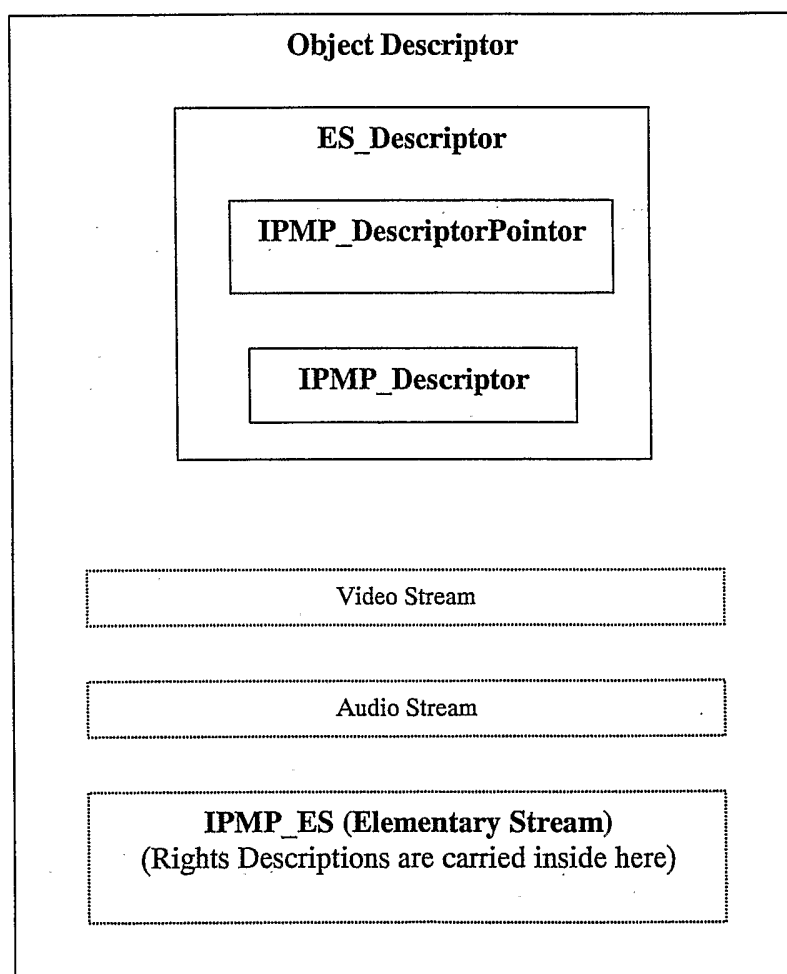 Object Descriptor
ES_Descriptor
IPMP_DescriptorPointor
IPMP_Descriptor
Video Stream
Audio Stream
IPMP_ES (Elementary Stream)
(Rights Descriptions are carried inside here)